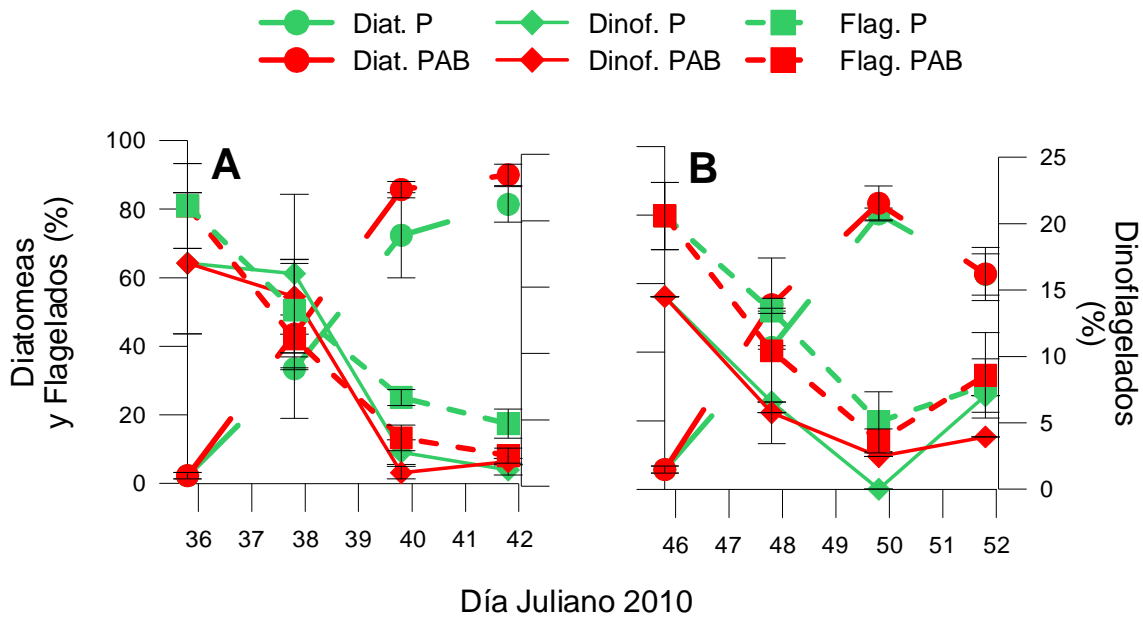 Diat. P Dinof. P Flag. P
Diat. PAB Dinof. PAB Flag. PAB
A
B
Diatomeas
y Flagelados (%)
100
80
60
40
20
0
25
20
15
10
5
0
Dinoflagelados
(%)
36 37 38 39 40 41 42
46 47 48 49 50 51 52
Día Juliano 2010